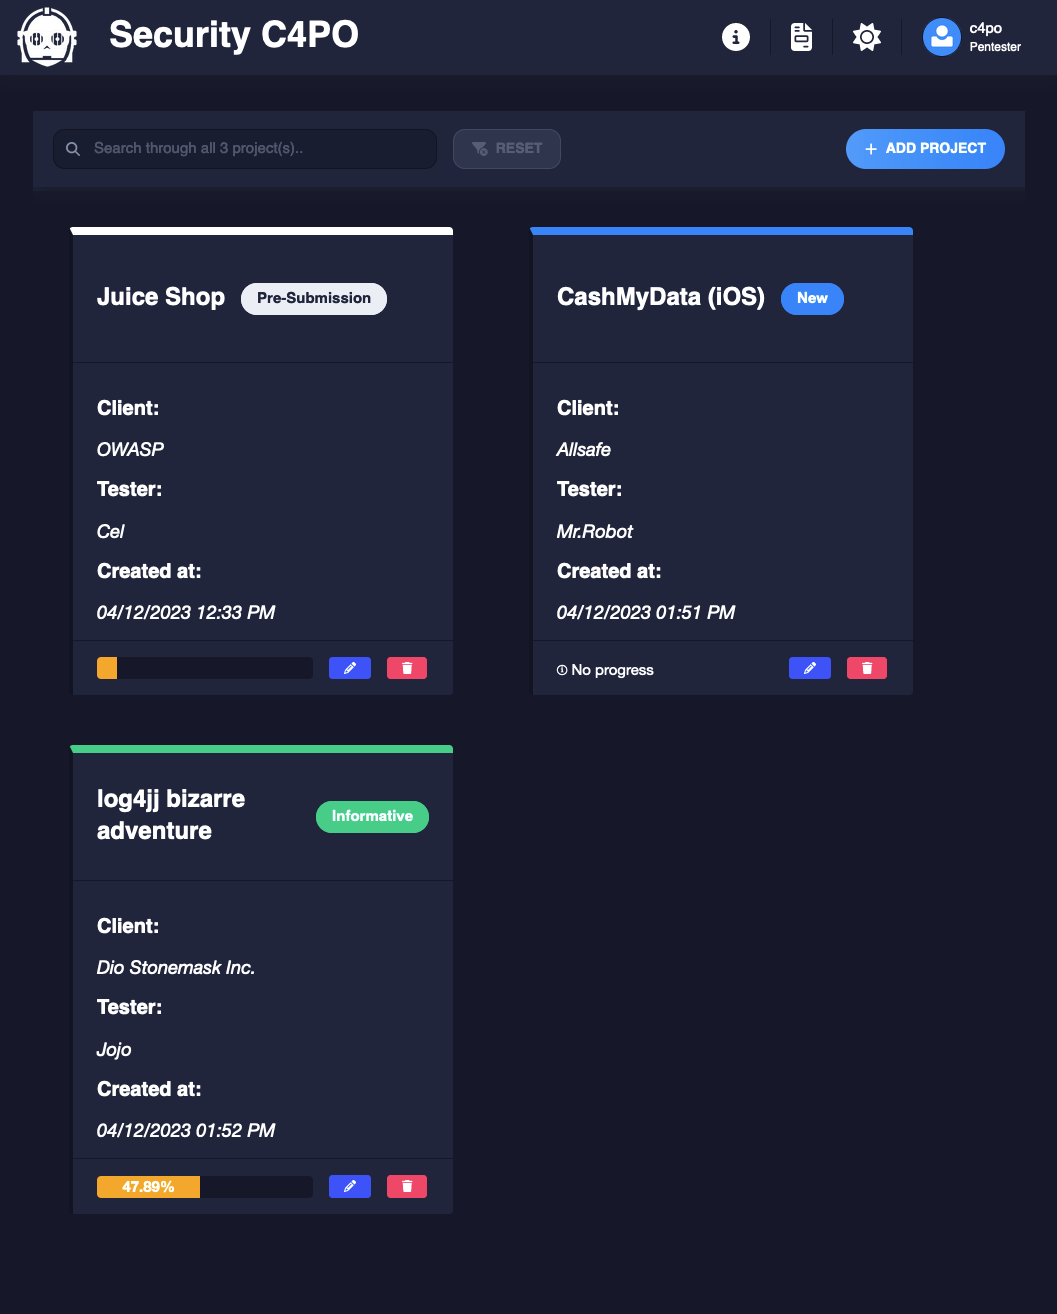 Security C4PO
c4po
Pentester
Search through all 3 project(s)..
RESET
ADD PROJECT
Juice Shop
Pre-Submission
Client:
OWASP
Tester:
Cel
Created at:
04/12/2023 12:33 PM
CashMyData (iOS)
New
Client:
Allsafe
Tester:
Mr.Robot
Created at:
04/12/2023 01:51 PM
No progress
log4jj bizarre
adventure
Informative
Client:
Dio Stonemask Inc.
Tester:
Jojo
Created at:
04/12/2023 01:52 PM
47.89%